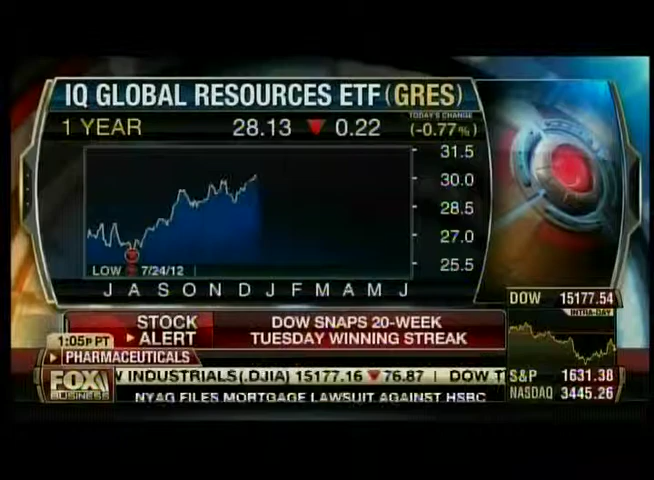 IQ GLOBAL RESOURCES ETF (GRES)
TODAY'S CHANGE
1 YEAR 28.13 0.22 (-0.77%)
31.5
30.0
28.5
27.0
25.5
LOW 7/24/12
J A S O N D J F M A M J
DOW 15177.54
INTRA-DAY
STOCK ALERT
DOW SNAPS 20-WEEK
TUESDAY WINNING STREAK
1:05P PT
PHARMACEUTICALS
W INDUSTRIALS(.DJIA) 15177.16 76.87 | DOW T
S&P 1631.38
NASDAQ 3445.26
FOX
BUSINESS
NYAG FILES MORTGAGE LAWSUIT AGAINST HSBC